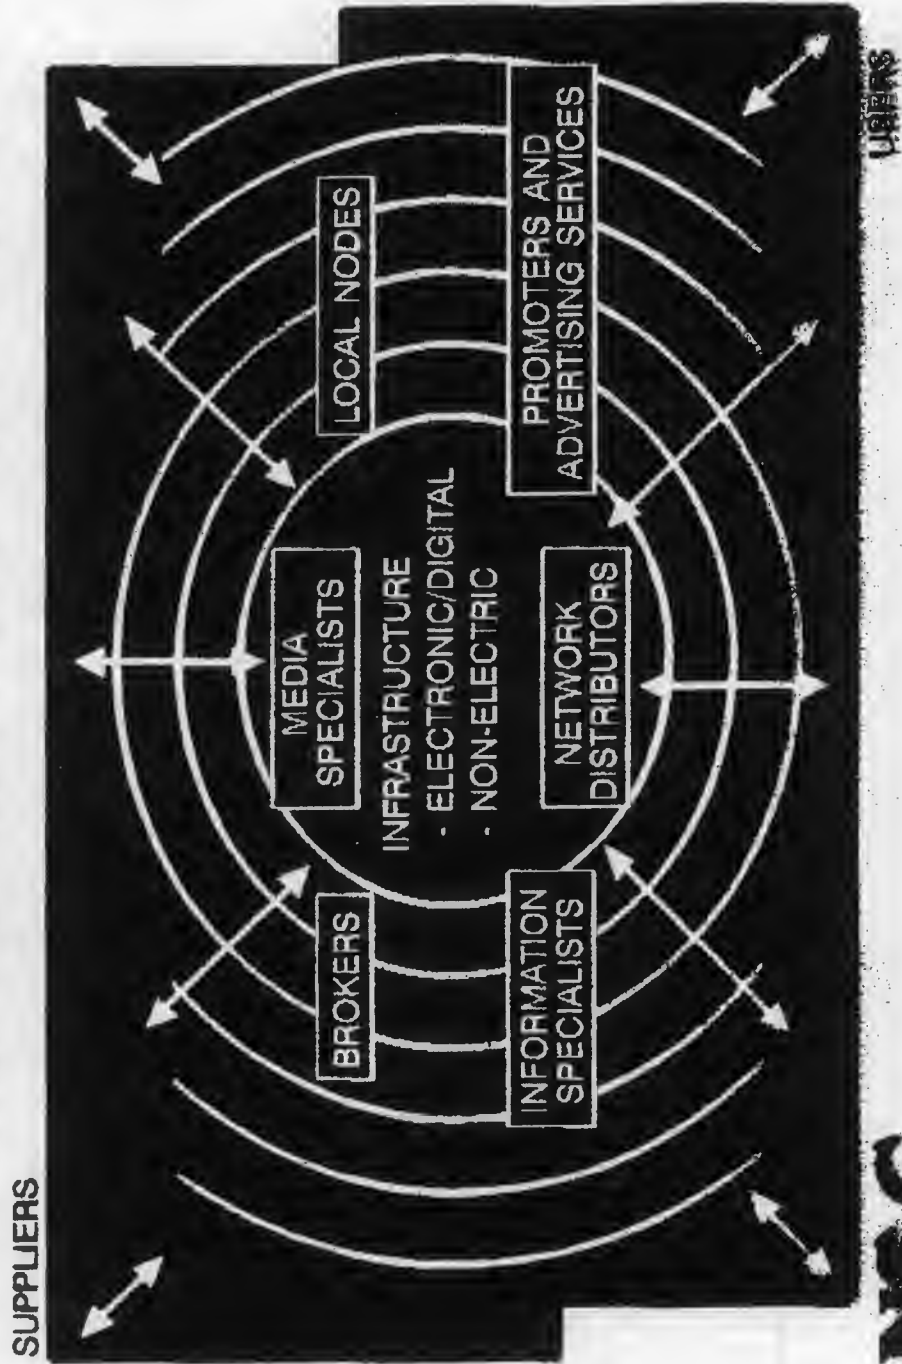 SUPPLIERS
MEDIA
SPECIALISTS
BROKERS
LOCAL NODES
INFRASTRUCTURE
- ELECTRONIC/DIGITAL
- NON-ELECTRIC
INFORMATION
SPECIALISTS
PROMOTERS AND
ADVERTISING SERVICES
NETWORK
DISTRIBUTORS